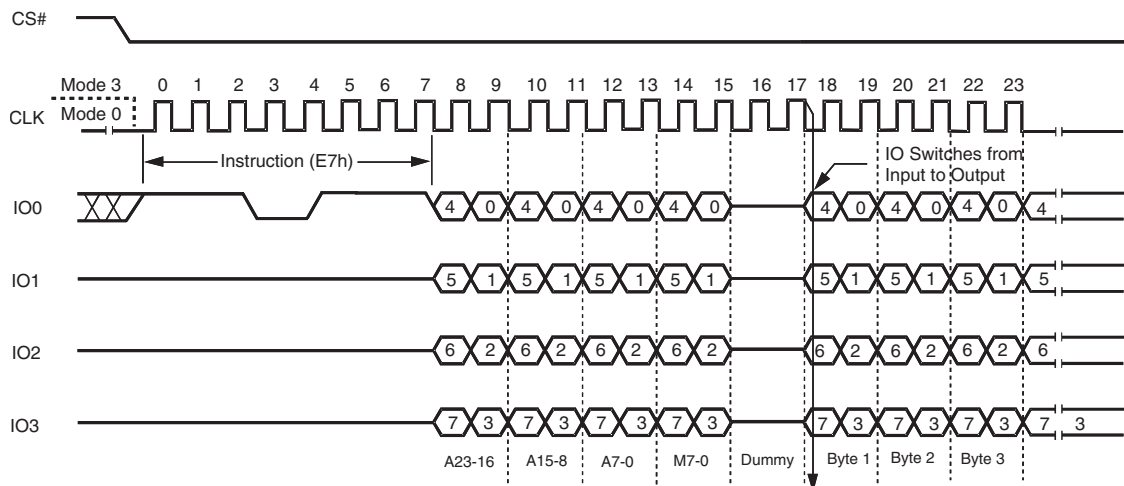 CS#
Mode 3 0 1 2 3 4 5 6 7 8 9 10 11 12 13 14 15 16 17 18 19 20 21 22 23
CLK Mode 0
Instruction (E7h)
IO Switches from
Input to Output
IO0 4 0 4 0 4 0 4 0 4 0 4 0 4 0 4
IO1 5 1 5 1 5 1 5 1 5 1 5 1 5 1 5
IO2 6 2 6 2 6 2 6 2 6 2 6 2 6 2 6
IO3 7 3 7 3 7 3 7 3 7 3 7 3 7 3 7 3
A23-16 A15-8 A7-0 M7-0 Dummy Byte 1 Byte 2 Byte 3